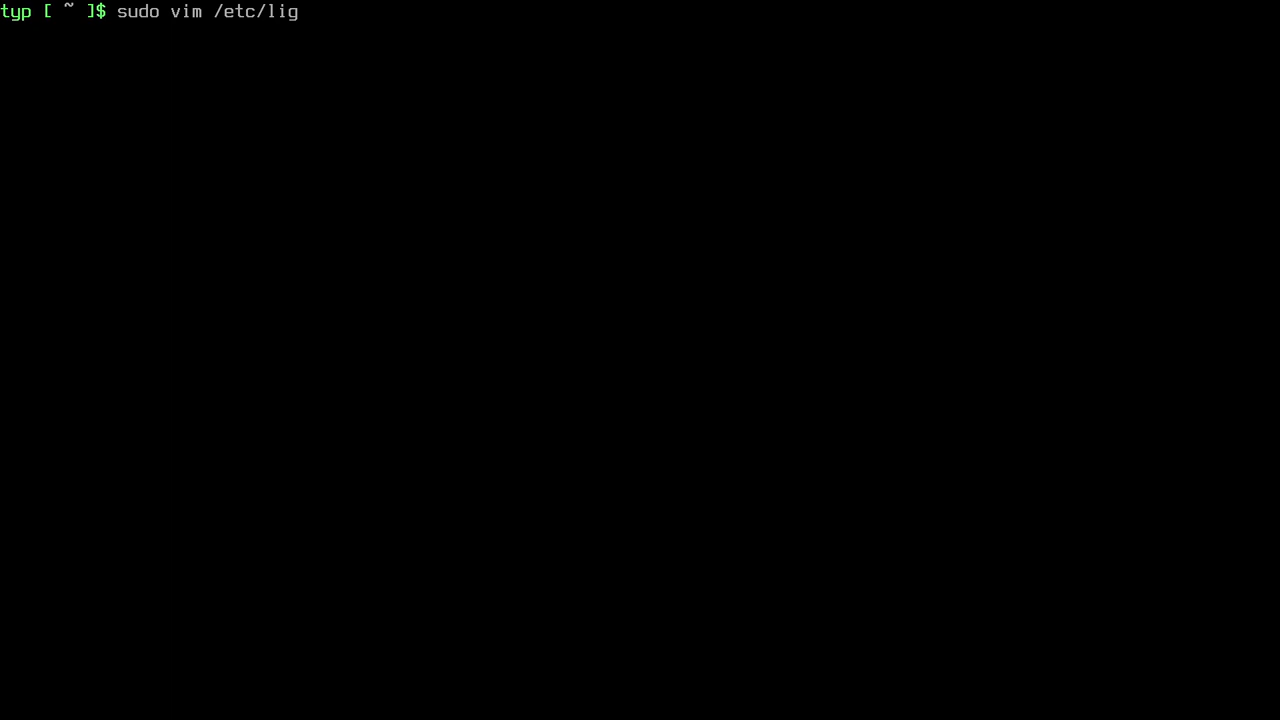 typ [ ~ ]$ sudo vim /etc/lig